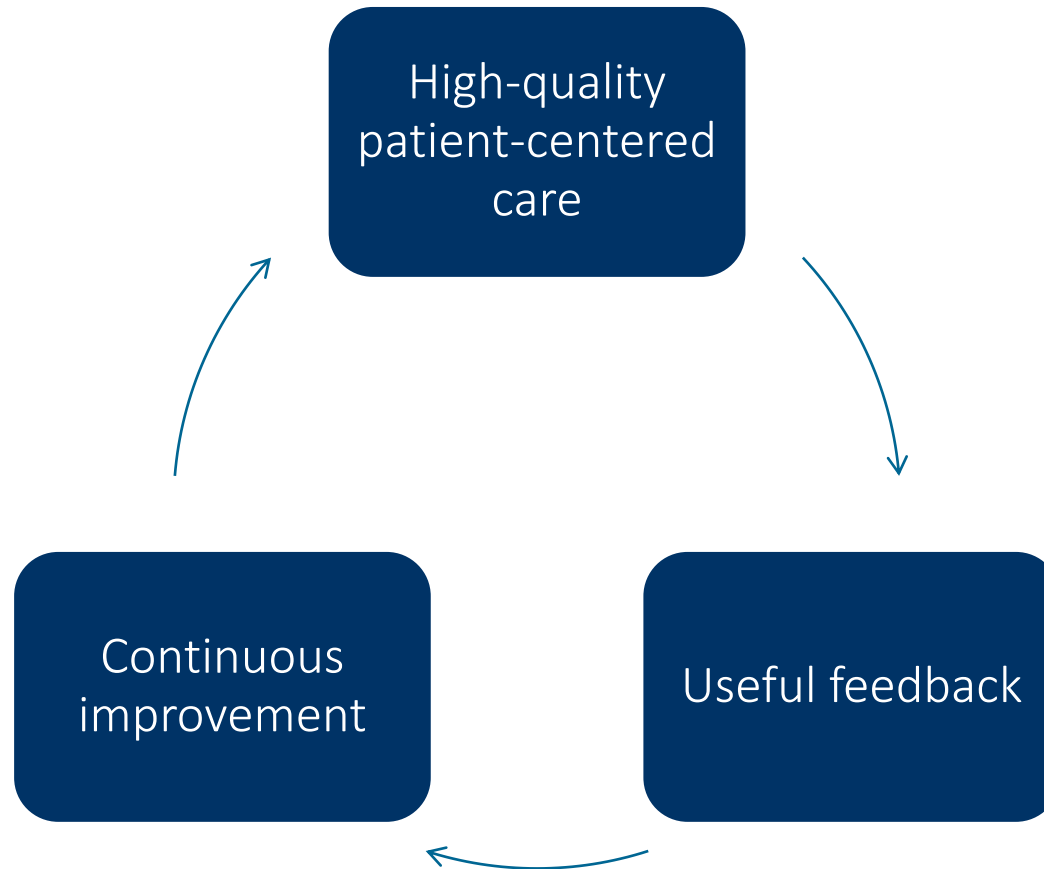 High-quality
patient-centered
care
Useful feedback
Continuous
improvement